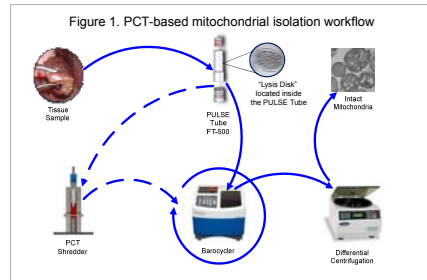 Figure 1. PCT-based mitochondrial isolation workflow
Tissue
Sample
PULSE
Tube
FT-500
"Lysis Disk"
located inside
the PULSE Tube
Intact
Mitochondria
PCT
Shredder
Barocycler
Differential
Centrifugation